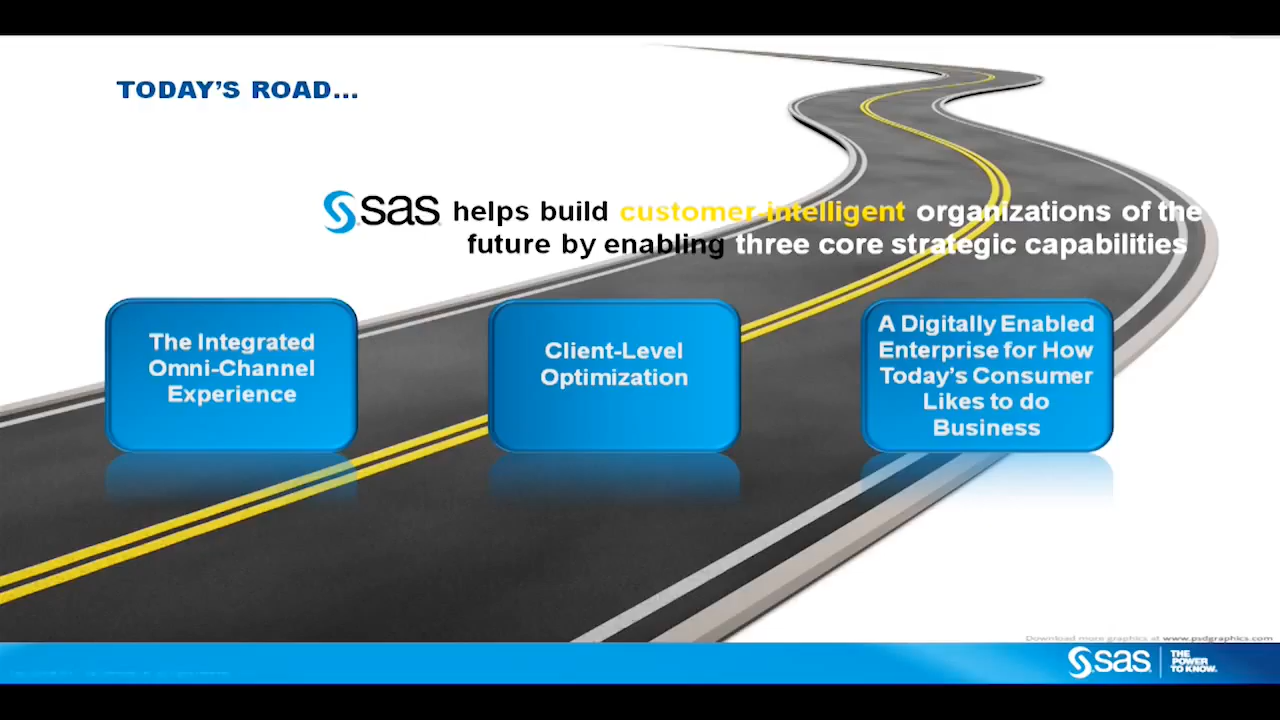 TODAY'S ROAD...
sas helps build customer-intelligent organizations of the
future by enabling three core strategic capabilities
The Integrated
Omni-Channel
Experience
Client-Level
Optimization
A Digitally Enabled
Enterprise for How
Today's Consumer
Likes to do
Business
Download more graphics at www.psdgraphics.com
sas
THE
POWER
TO KNOW.